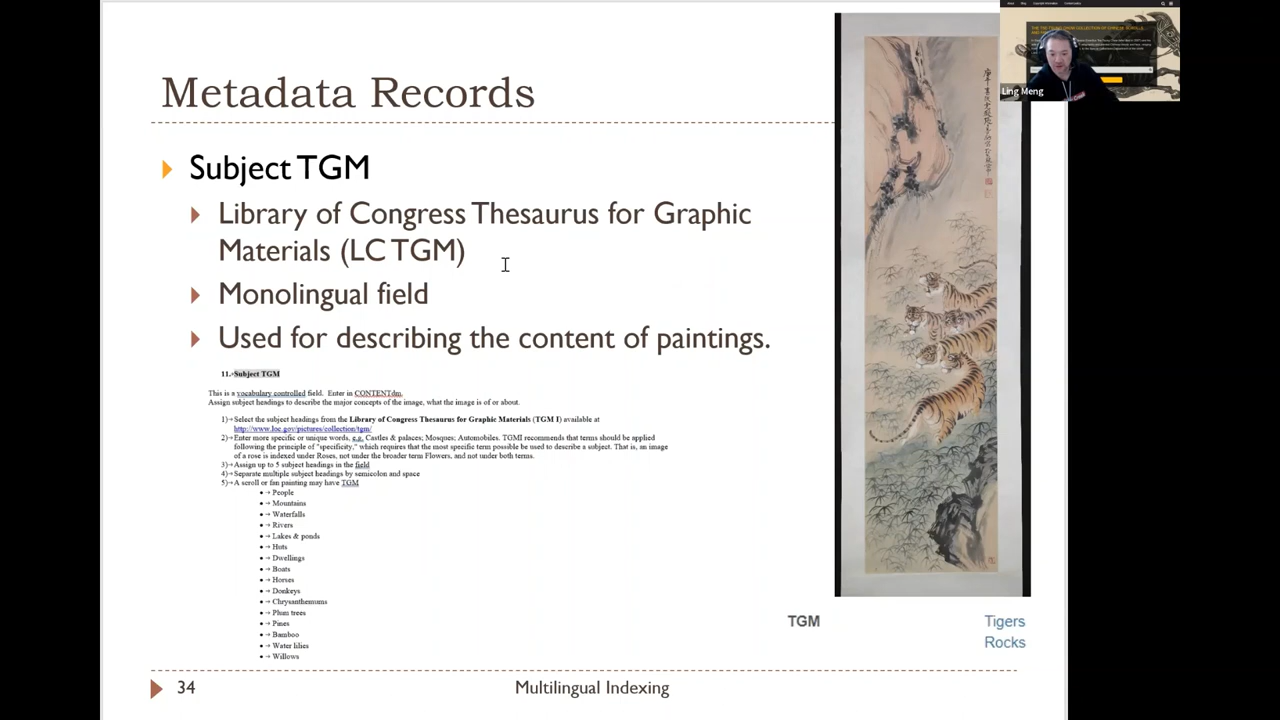 Metadata Records
Subject TGM
Library of Congress Thesaurus for Graphic
Materials (LC TGM)
Monolingual field
Used for describing the content of paintings.
11. Subject TGM
This is a vocabulary controlled field. Enter in CONTENTdm.
Assign subject headings to describe the major concepts of the image, what the image is of or about.
1) Select the subject headings from the Library of Congress Thesaurus for Graphic Materials (TGM I) available at
http://www.loc.gov/pictures/collection/tgm/
2) Enter more specific or unique words, e.g. Castles & palaces; Mosques; Automobiles. TGMI recommends that terms should be applied
following the principle of "specificity," which requires that the most specific term possible be used to describe a subject. That is, an image
of a rose is indexed under Roses, not under the broader term Flowers, and not under both terms.
3) Assign up to 5 subject headings in the field
4) Separate multiple subject headings by semicolon and space
5) A scroll or fan painting may have TGM
People
Mountains
Waterfalls
Rivers
Lakes & ponds
Huts
Dwellings
Boats
Horses
Donkeys
Chrysanthemums
Plum trees
Pines
Bamboo
Water lilies
Willows
TGM
Tigers
Rocks
34
Multilingual Indexing
Ling Meng